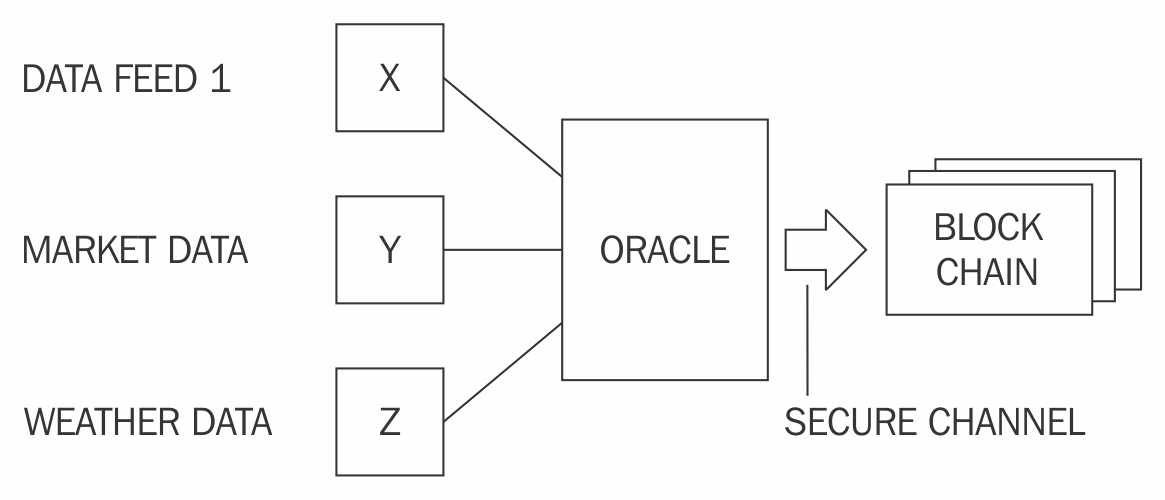 DATA FEED 1
X
MARKET DATA
Y
WEATHER DATA
Z
ORACLE
BLOCK
CHAIN
SECURE CHANNEL